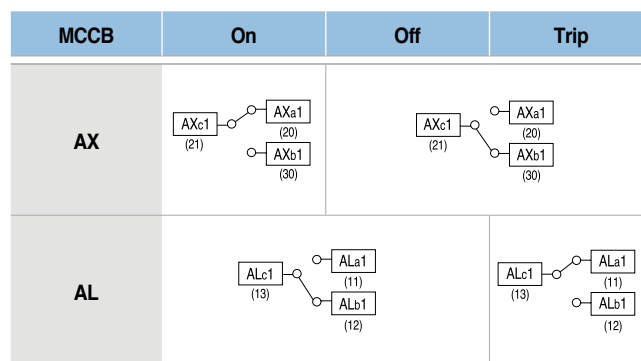 MCCB On Off Trip
AX
AXc1
(21)
AXa1
(20)
AXb1
(30)
AXc1
(21)
AXa1
(20)
AXb1
(30)
AL
ALc1
(13)
ALa1
(11)
ALb1
(12)
ALc1
(13)
ALa1
(11)
ALb1
(12)